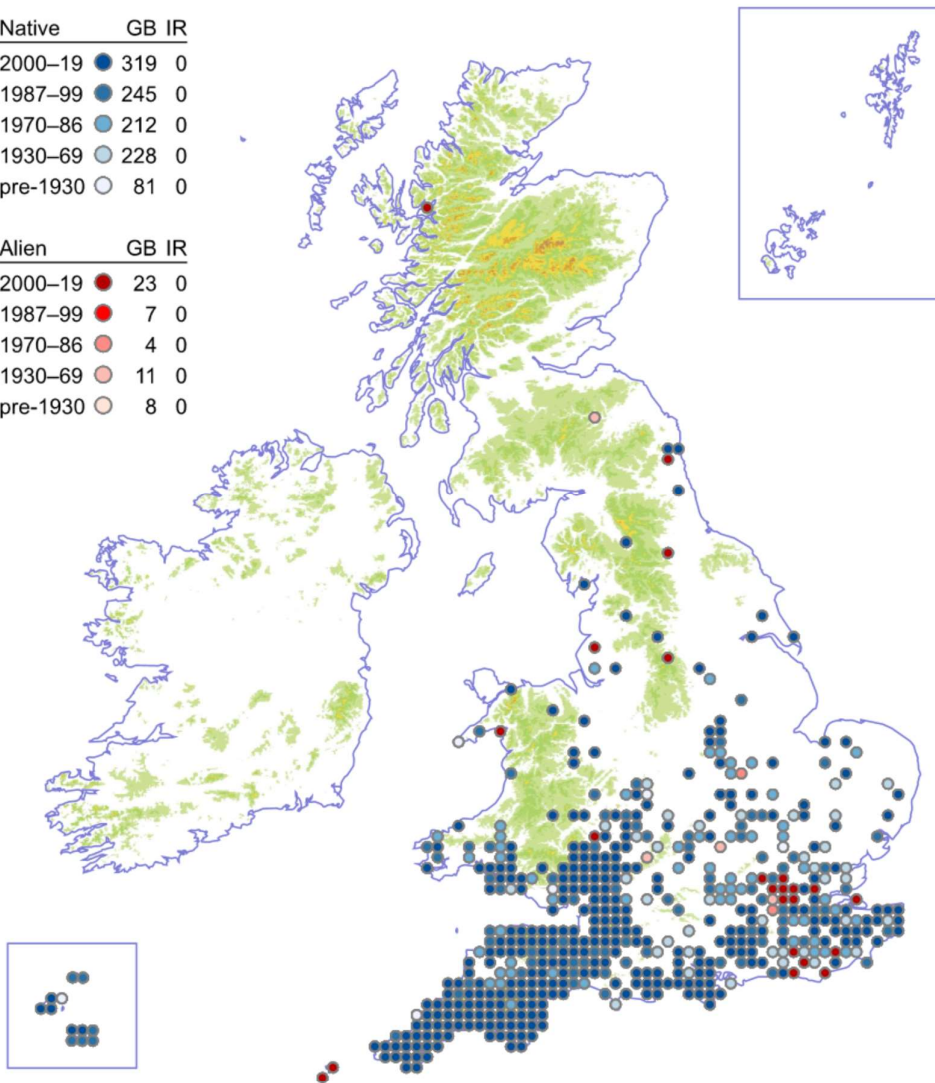 Native GB IR
2000–19 319 0
1987–99 245 0
1970–86 212 0
1930–69 228 0
pre-1930 81 0
Alien GB IR
2000–19 23 0
1987–99 7 0
1970–86 4 0
1930–69 11 0
pre-1930 8 0